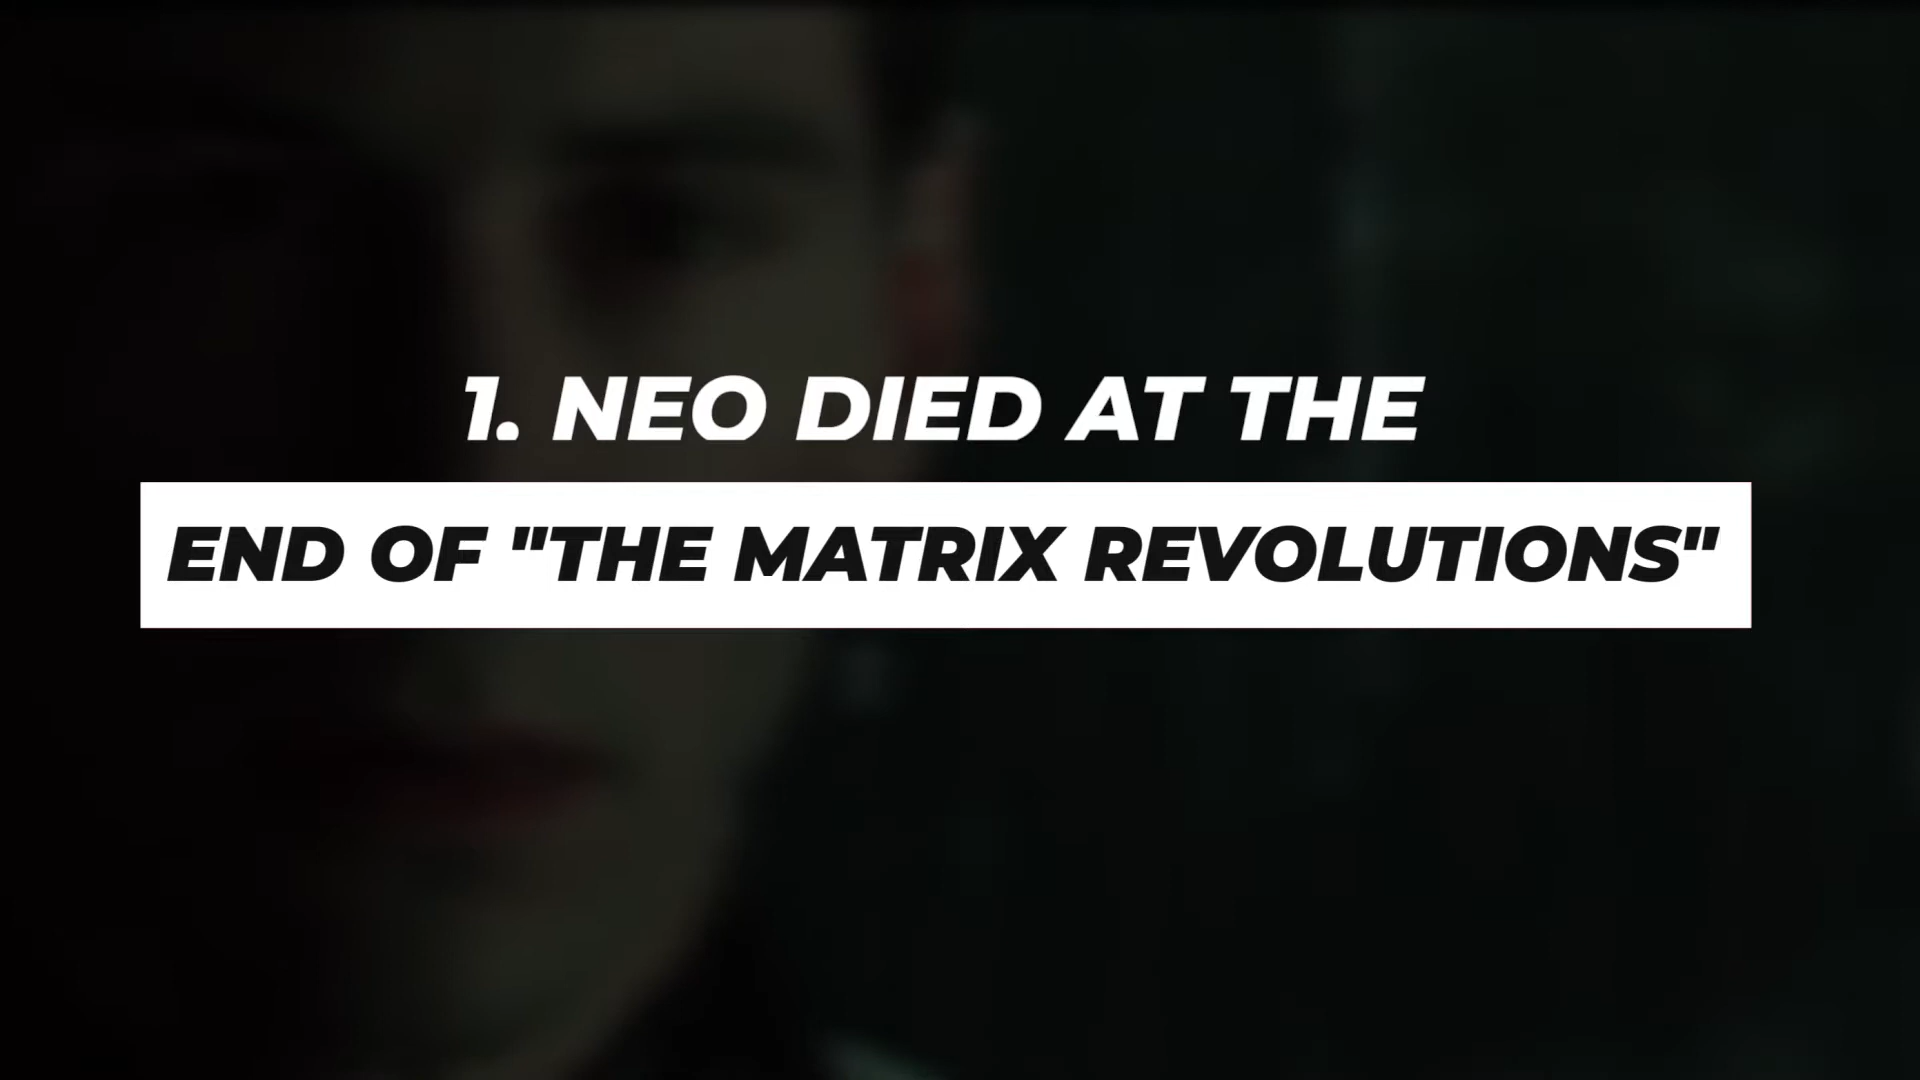 1. NEO DIED AT THE
END OF "THE MATRIX REVOLUTIONS"